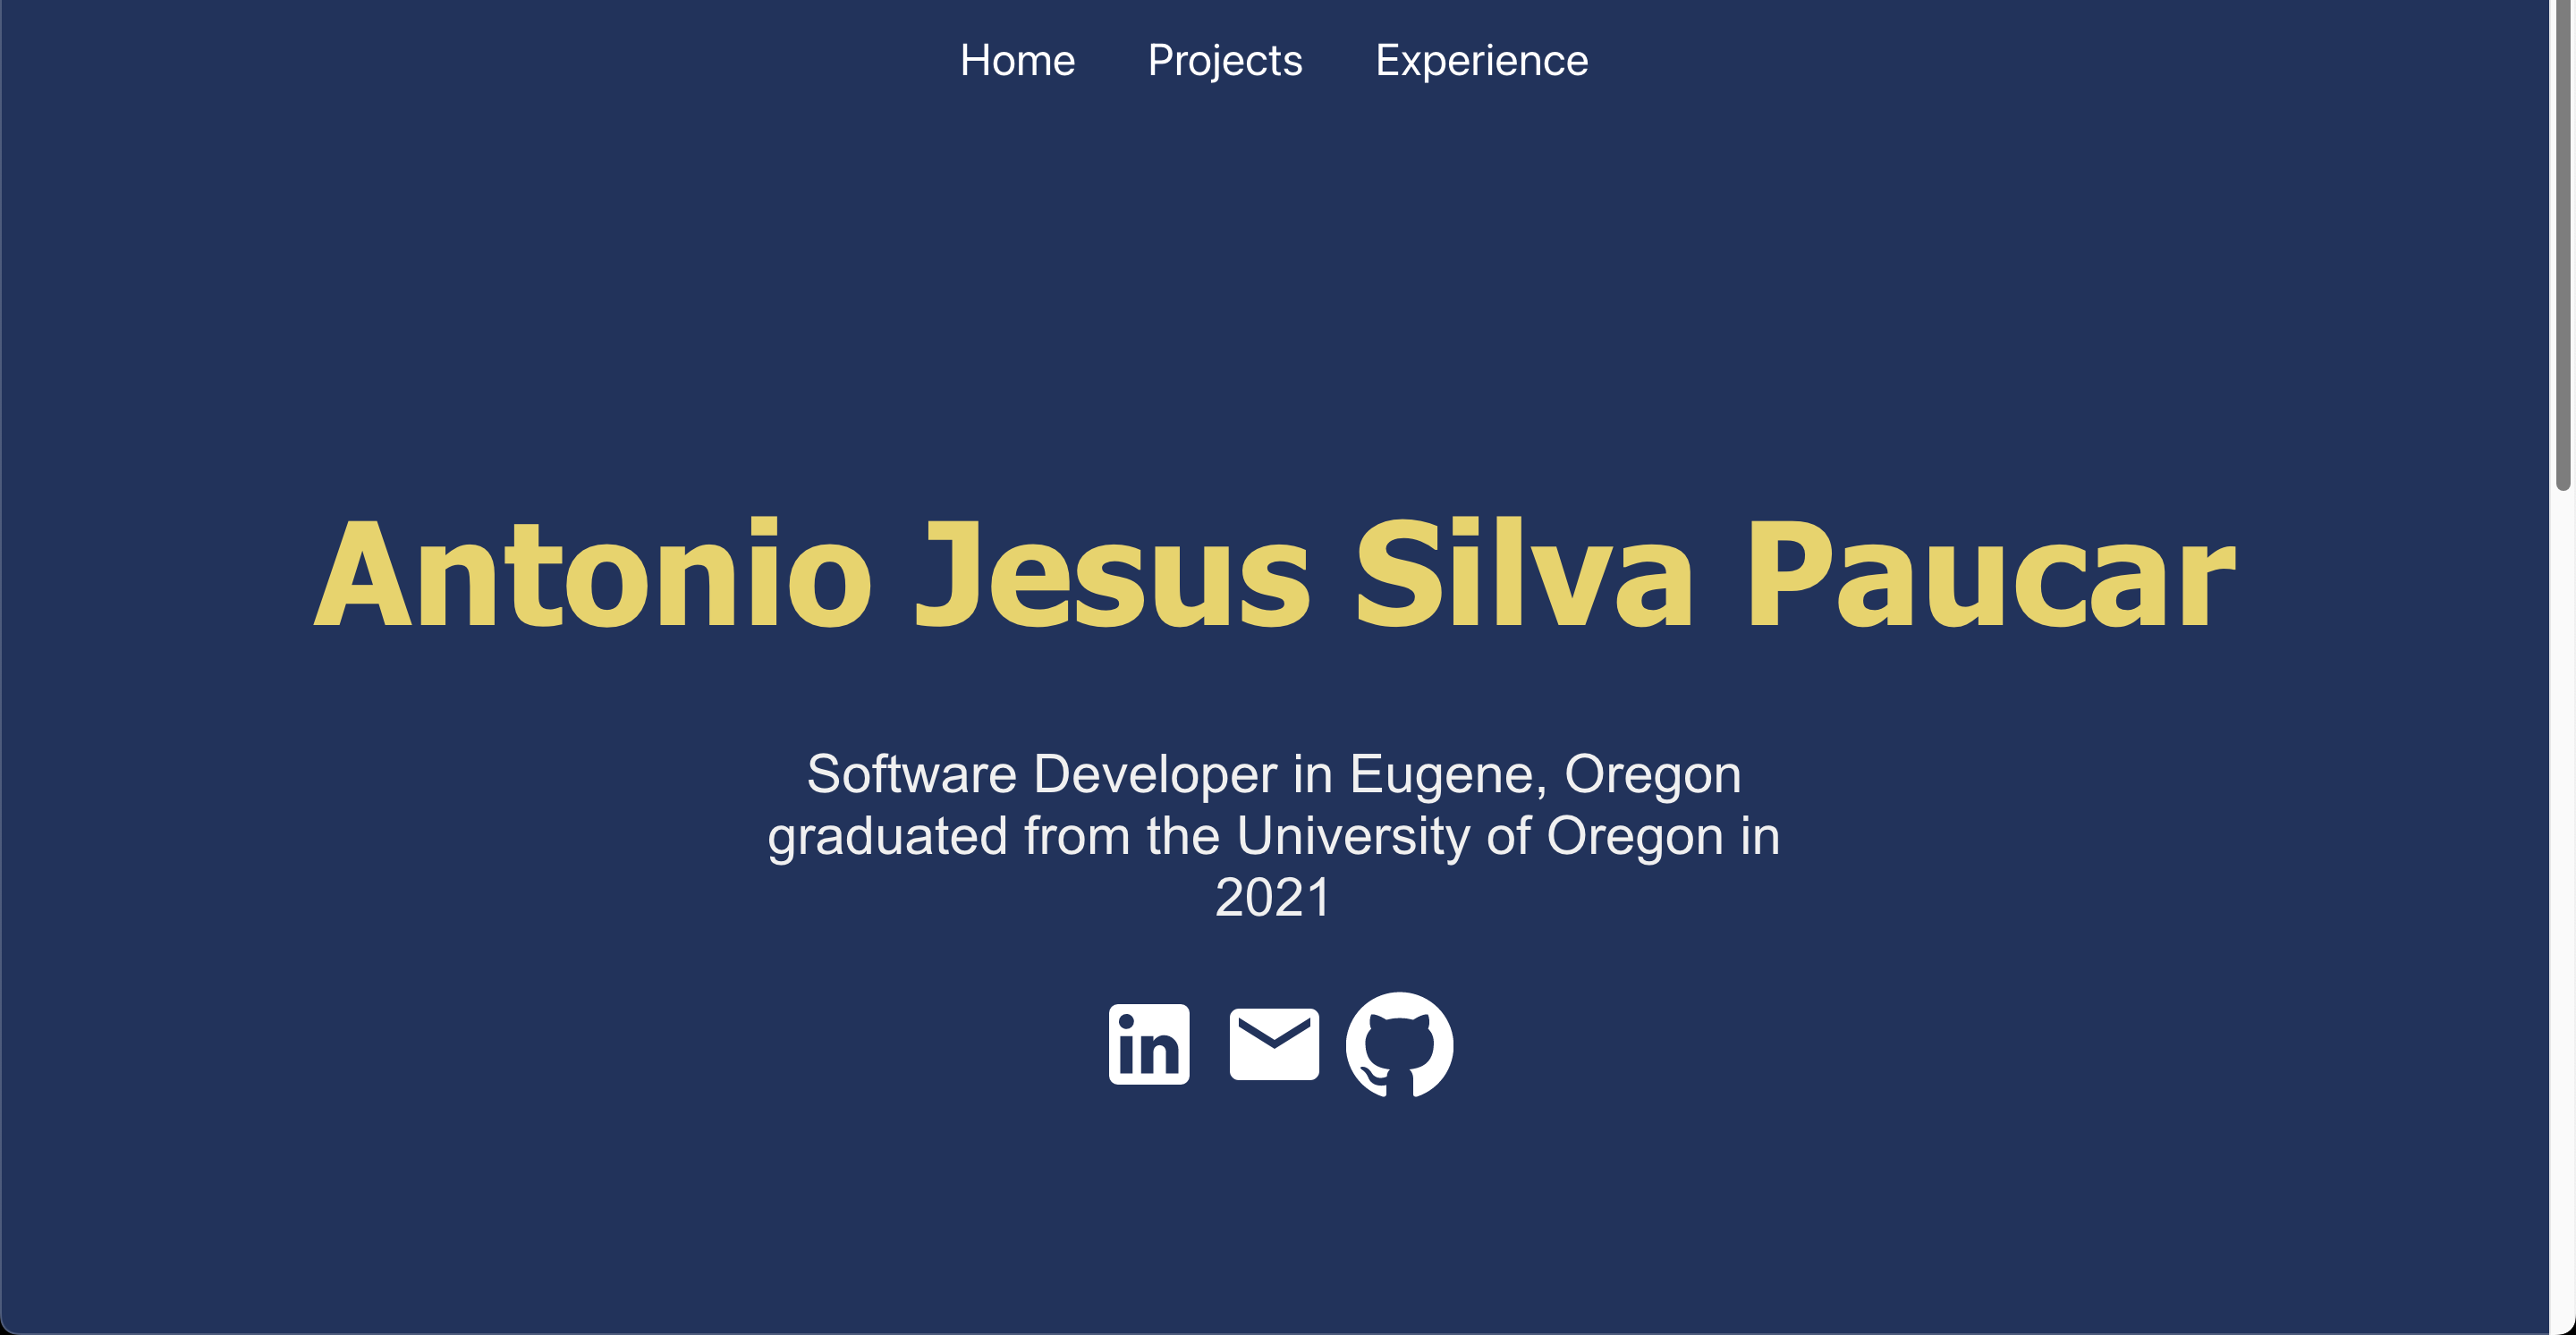 Home Projects Experience
Antonio Jesus Silva Paucar
Software Developer in Eugene, Oregon
graduated from the University of Oregon in
2021
in